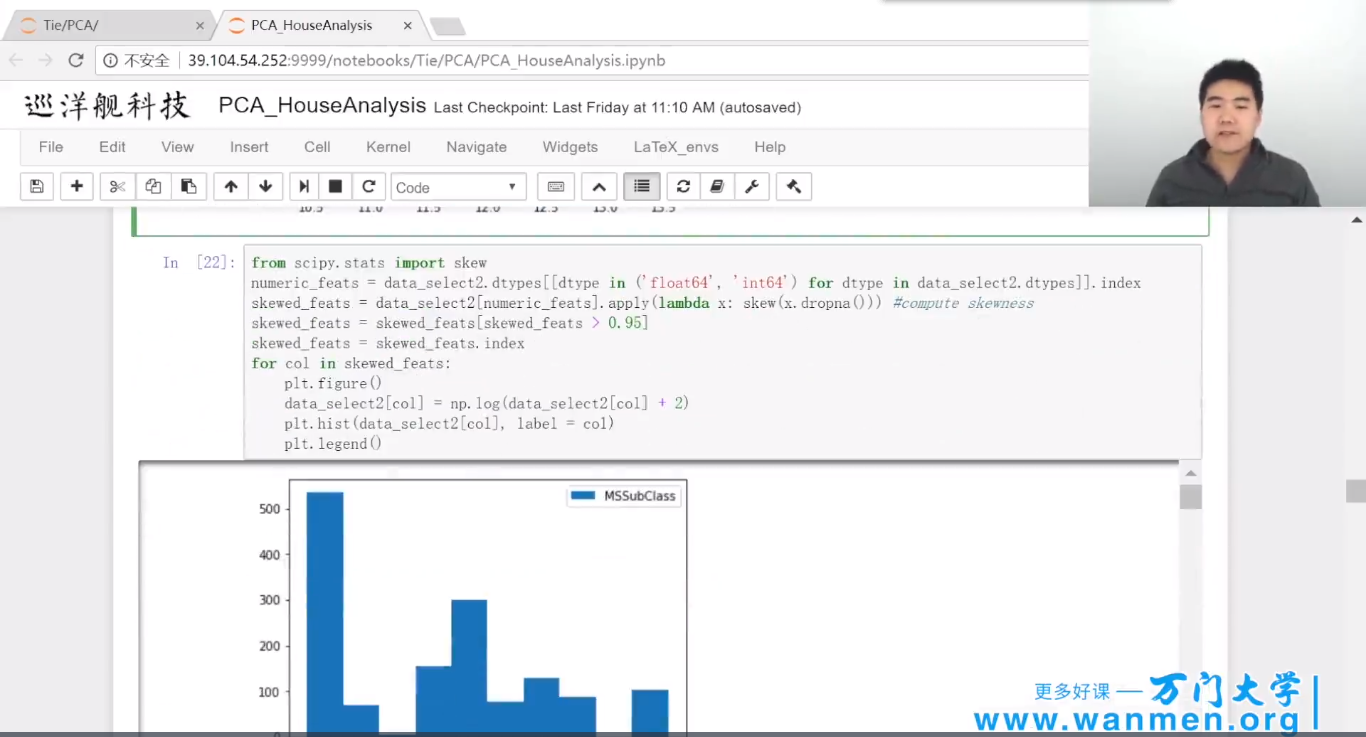 Tie/PCA/
PCA_HouseAnalysis
不安全 39.104.54.252:9999/notebooks/Tie/PCA/PCA_HouseAnalysis.ipynb
巡洋舰科技 PCA_HouseAnalysis Last Checkpoint: Last Friday at 11:10 AM (autosaved)
File Edit View Insert Cell Kernel Navigate Widgets LaTeX_envs Help
Code
10.5 11.0 11.5 12.0 12.5 13.0 13.5
In [22]:
from scipy.stats import skew
numeric_feats = data_select2.dtypes[[dtype in ('float64', 'int64') for dtype in data_select2.dtypes]].index
skewed_feats = data_select2[numeric_feats].apply(lambda x: skew(x.dropna())) #compute skewness
skewed_feats = skewed_feats[skewed_feats > 0.95]
skewed_feats = skewed_feats.index
for col in skewed_feats:
    plt.figure()
    data_select2[col] = np.log(data_select2[col] + 2)
    plt.hist(data_select2[col], label = col)
    plt.legend()
MSSubClass
500
400
300
200
100
0
更多好课 — 万门大学
www.wanmen.org